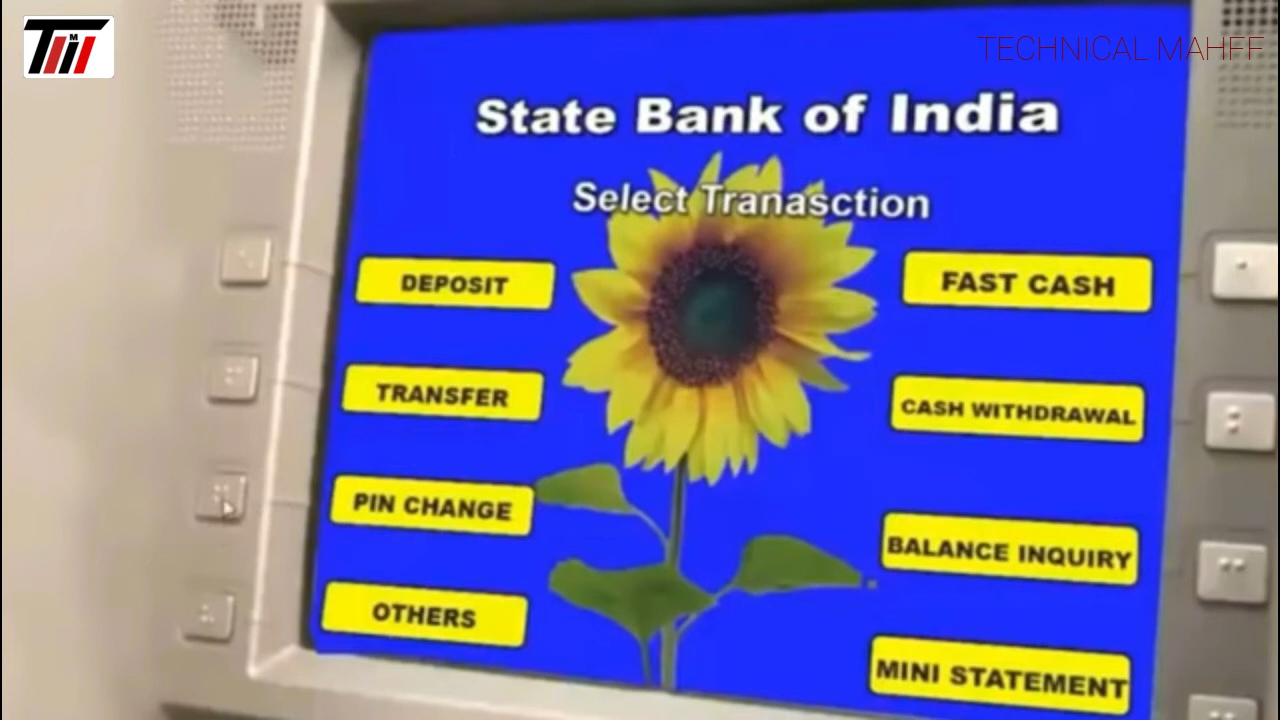 TMT
TECHNICAL MAHFF
State Bank of India
Select Tranasction
DEPOSIT
FAST CASH
TRANSFER
CASH WITHDRAWAL
PIN CHANGE
BALANCE INQUIRY
OTHERS
MINI STATEMENT